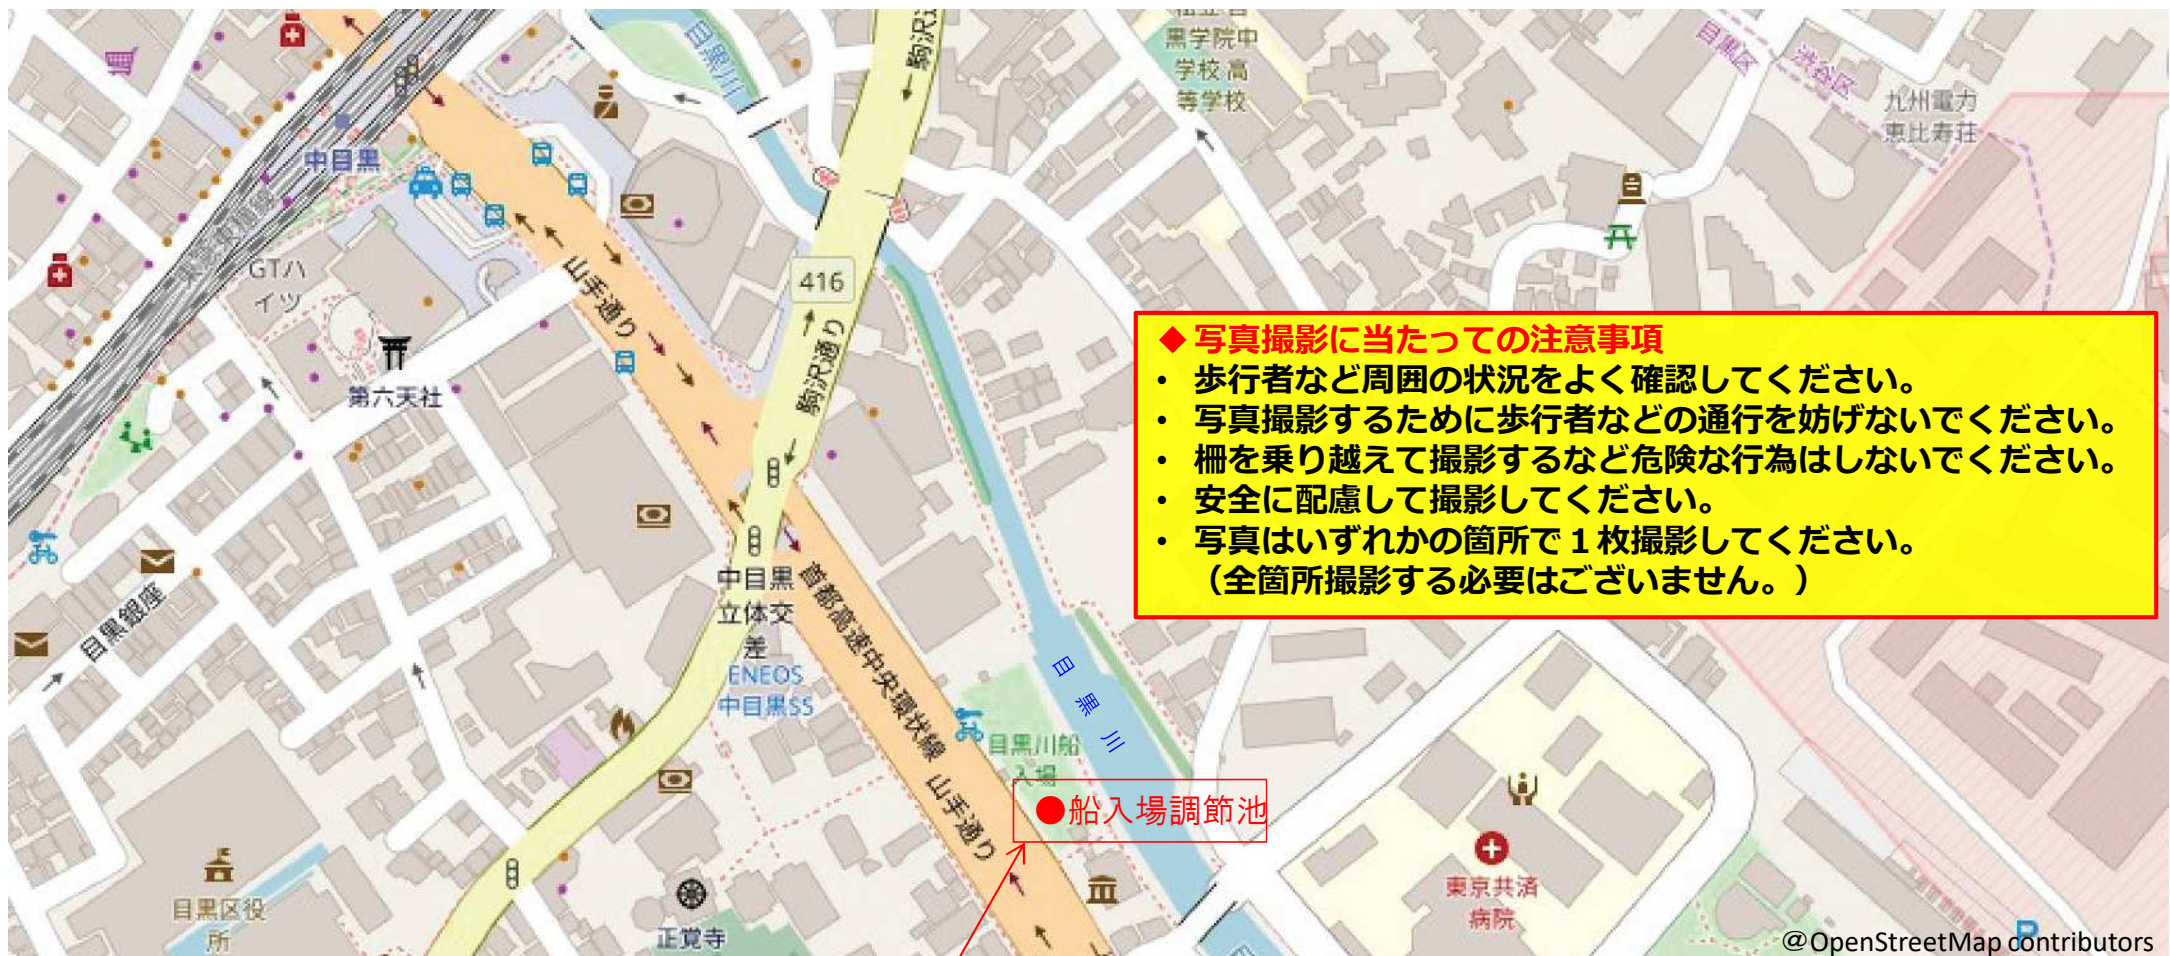 駒沢通
目黒川
黒学院中
学校 高
等学校
目黒区
渋谷区
九州電力
恵比寿荘
中目黒
GTハ
イツ
山手通り
416
駒沢通り
第六天社
◆ 写真撮影に当たっての注意事項
• 歩行者など周囲の状況をよく確認してください。
• 写真撮影するために歩行者などの通行を妨げないでください。
• 柵を乗り越えて撮影するなど危険な行為はしないでください。
• 安全に配慮して撮影してください。
• 写真はいずれかの箇所で１枚撮影してください。
（全箇所撮影する必要はございません。）
中目黒
立体交
差
ENEOS
中目黒SS
首都高速中央環状線
山手通り
目黒銀座
目黒川
目黒川船
入場
●船入場調節池
目黒区役
所
正覚寺
東京共済
病院
P
@OpenStreetMap contributors